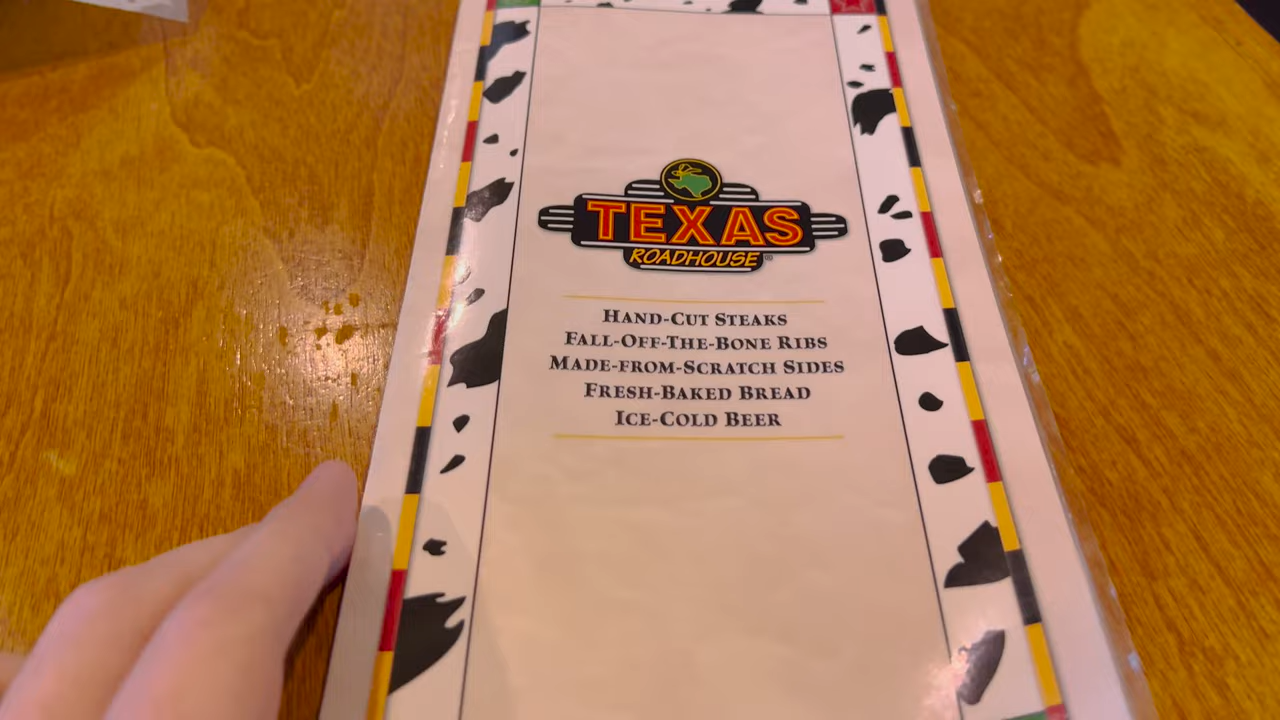 TEXAS
ROADHOUSE®
HAND-CUT STEAKS
FALL-OFF-THE-BONE RIBS
MADE-FROM-SCRATCH SIDES
FRESH-BAKED BREAD
ICE-COLD BEER